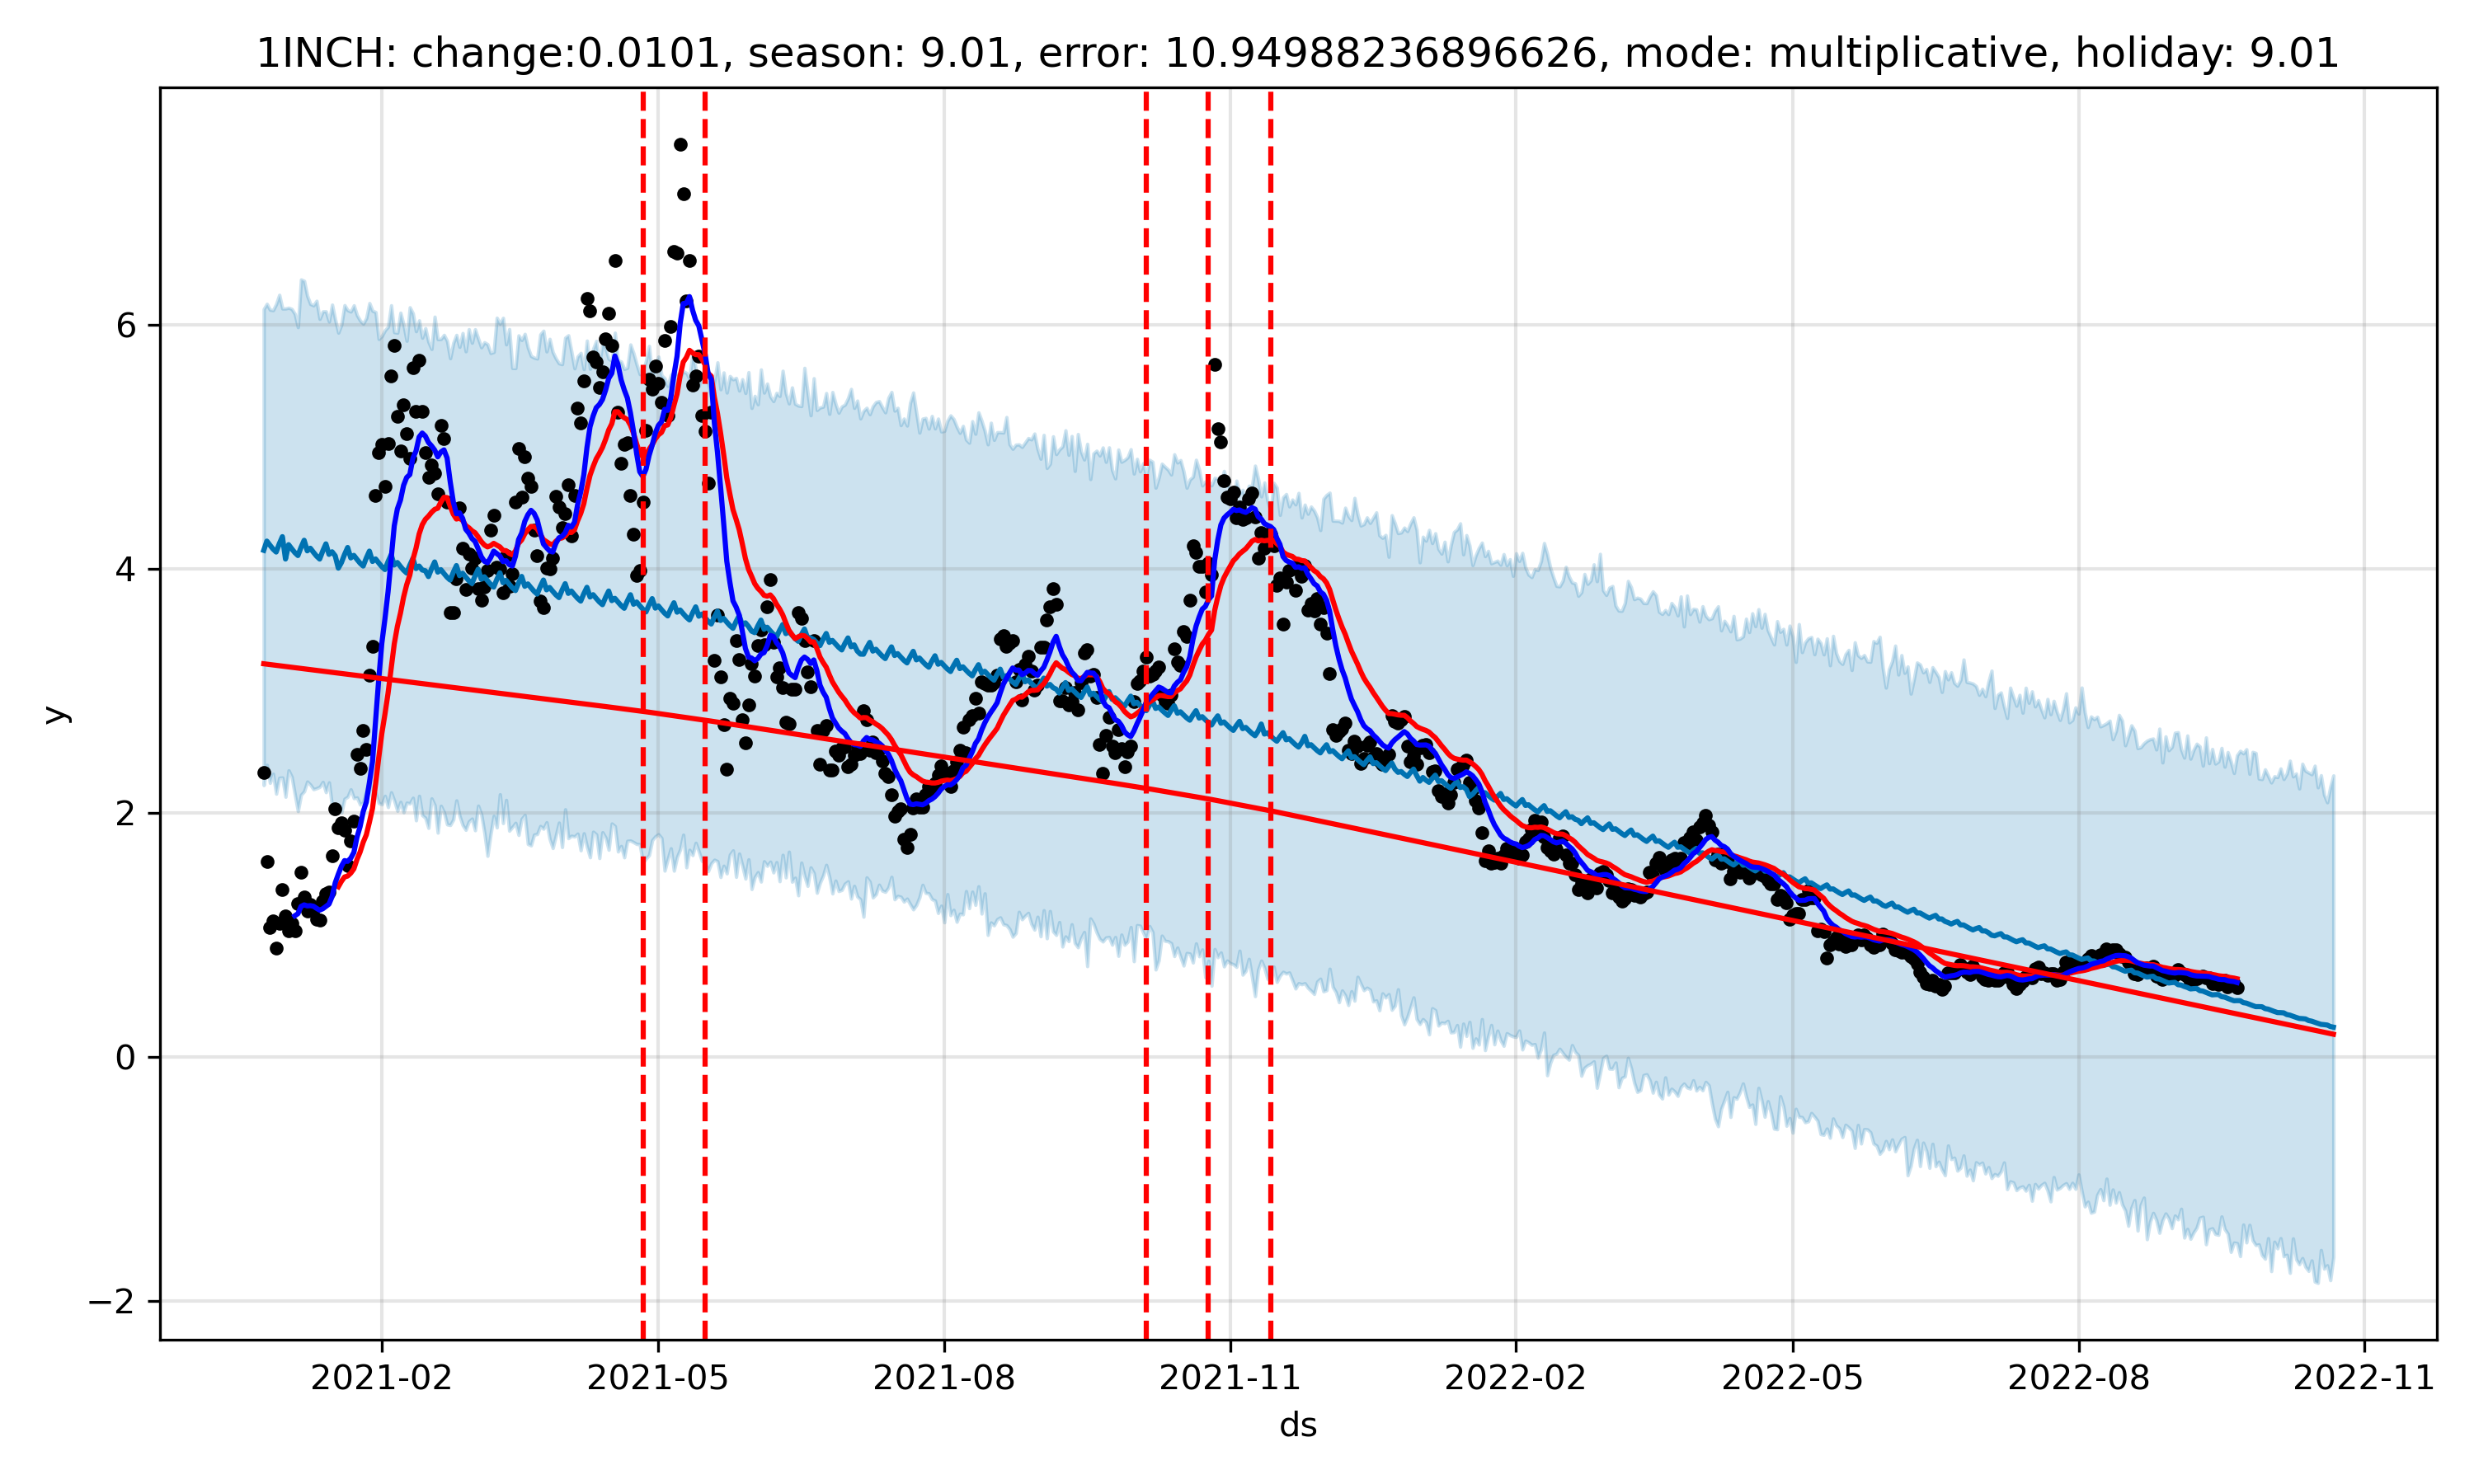 1INCH: change:0.0101, season: 9.01, error: 10.94988236896626, mode: multiplicative, holiday: 9.01
6
4
2
0
−2
y
2021-02 2021-05 2021-08 2021-11 2022-02 2022-05 2022-08 2022-11
ds